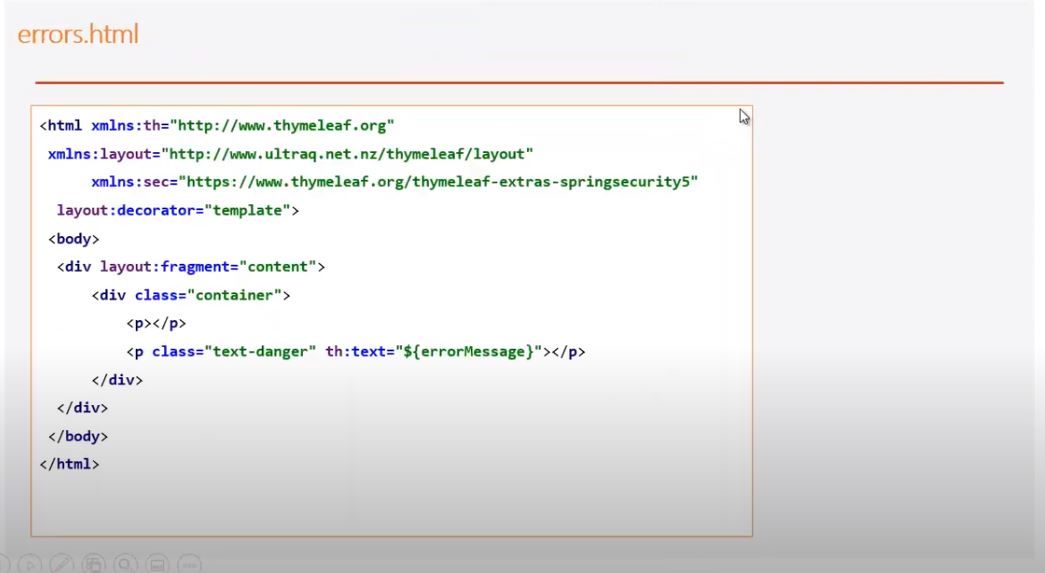 errors.html
<html xmlns:th="http://www.thymeleaf.org"
xmlns:layout="http://www.ultraq.net.nz/thymeleaf/layout"
xmlns:sec="https://www.thymeleaf.org/thymeleaf-extras-springsecurity5"
layout:decorator="template">
<body>
<div layout:fragment="content">
<div class="container">
<p></p>
<p class="text-danger" th:text="${errorMessage}"></p>
</div>
</div>
</body>
</html>